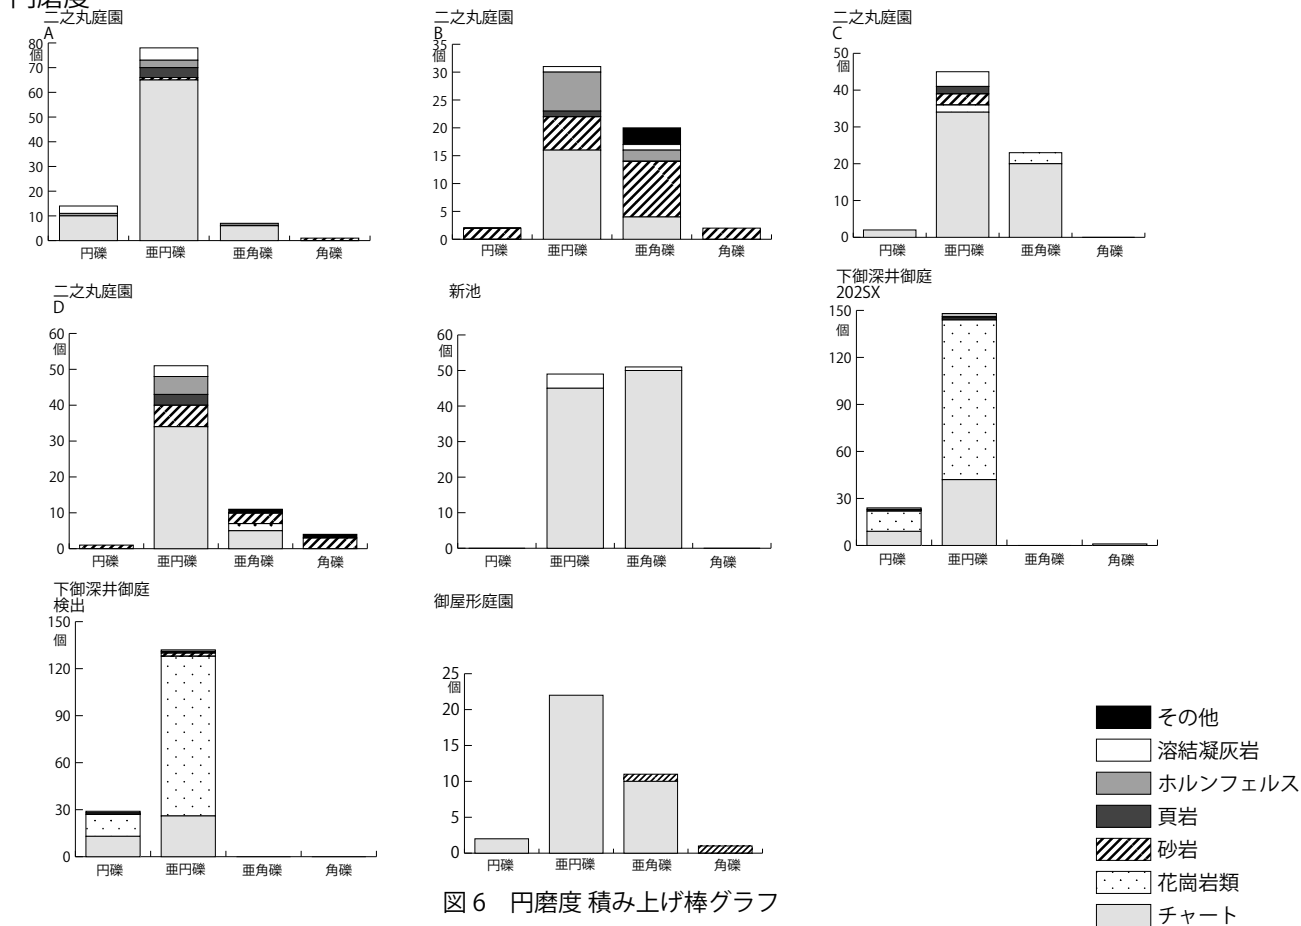 円磨度
二之丸庭園
A
80
個
70
60
50
40
30
20
10
0
円礫 亜円礫 亜角礫 角礫
二之丸庭園
B
35
個
30
25
20
15
10
5
0
円礫 亜円礫 亜角礫 角礫
二之丸庭園
C
50
個
40
30
20
10
0
円礫 亜円礫 亜角礫 角礫
二之丸庭園
D
60
個
50
40
30
20
10
0
円礫 亜円礫 亜角礫 角礫
新池
60
個
50
40
30
20
10
0
円礫 亜円礫 亜角礫 角礫
下御深井御庭
202SX
150
個
120
90
60
30
0
円礫 亜円礫 亜角礫 角礫
下御深井御庭
検出
150
個
120
90
60
30
0
円礫 亜円礫 亜角礫 角礫
御屋形庭園
25
個
20
15
10
5
0
円礫 亜円礫 亜角礫 角礫
その他
溶結凝灰岩
ホルンフェルス
頁岩
砂岩
花崗岩類
チャート
図6 円磨度 積み上げ棒グラフ